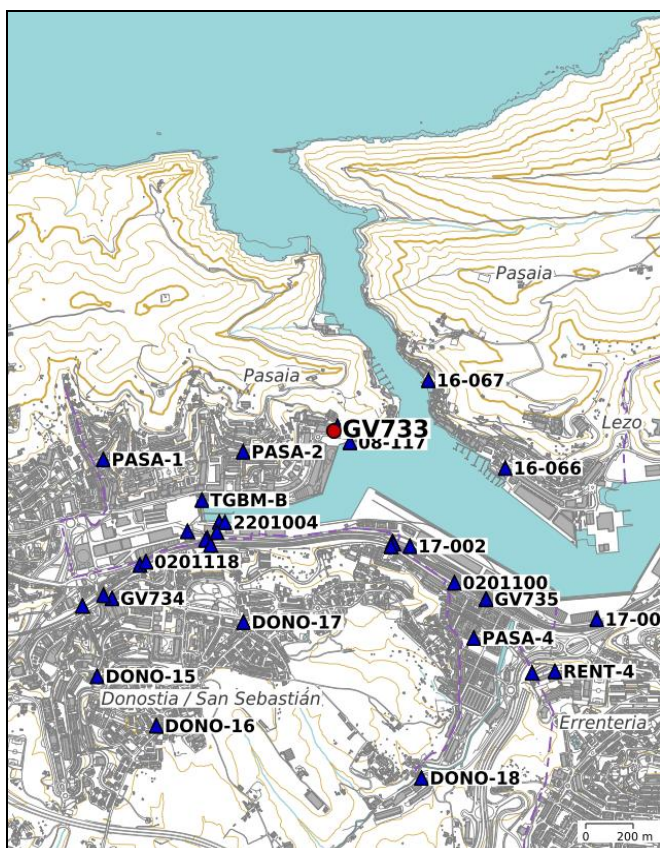 Pasaia
Pasaia
16-067
Lezo
GV733
08-117
PASA-1
PASA-2
16-066
TGBM-B
2201004
17-002
0201118
0201100
GV734
GV735
DONO-17
17-00
PASA-4
DONO-15
RENT-4
Donostia / San Sebastián
DONO-16
Errenteria
DONO-18
0 200 m